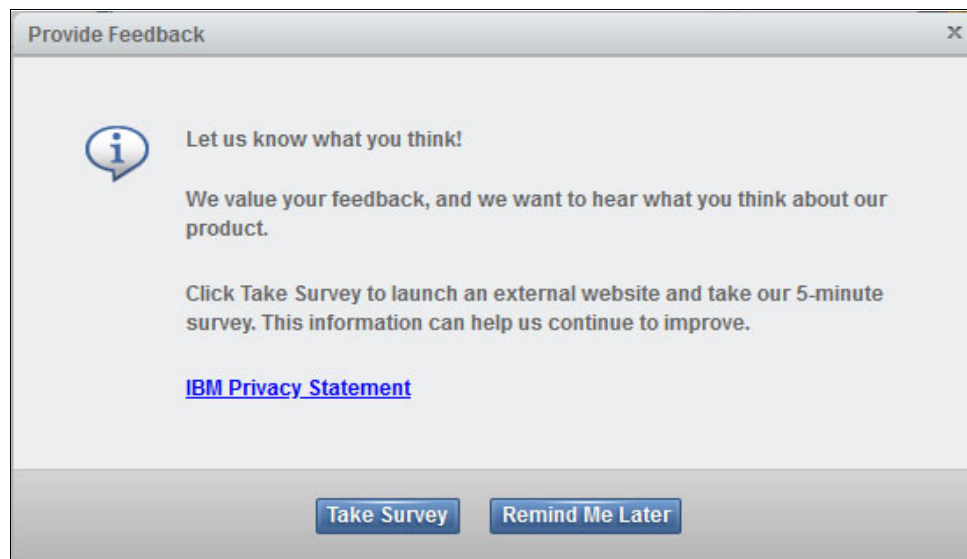 Provide Feedback
x
i
Let us know what you think!
We value your feedback, and we want to hear what you think about our
product.
Click Take Survey to launch an external website and take our 5-minute
survey. This information can help us continue to improve.
IBM Privacy Statement
Take Survey
Remind Me Later